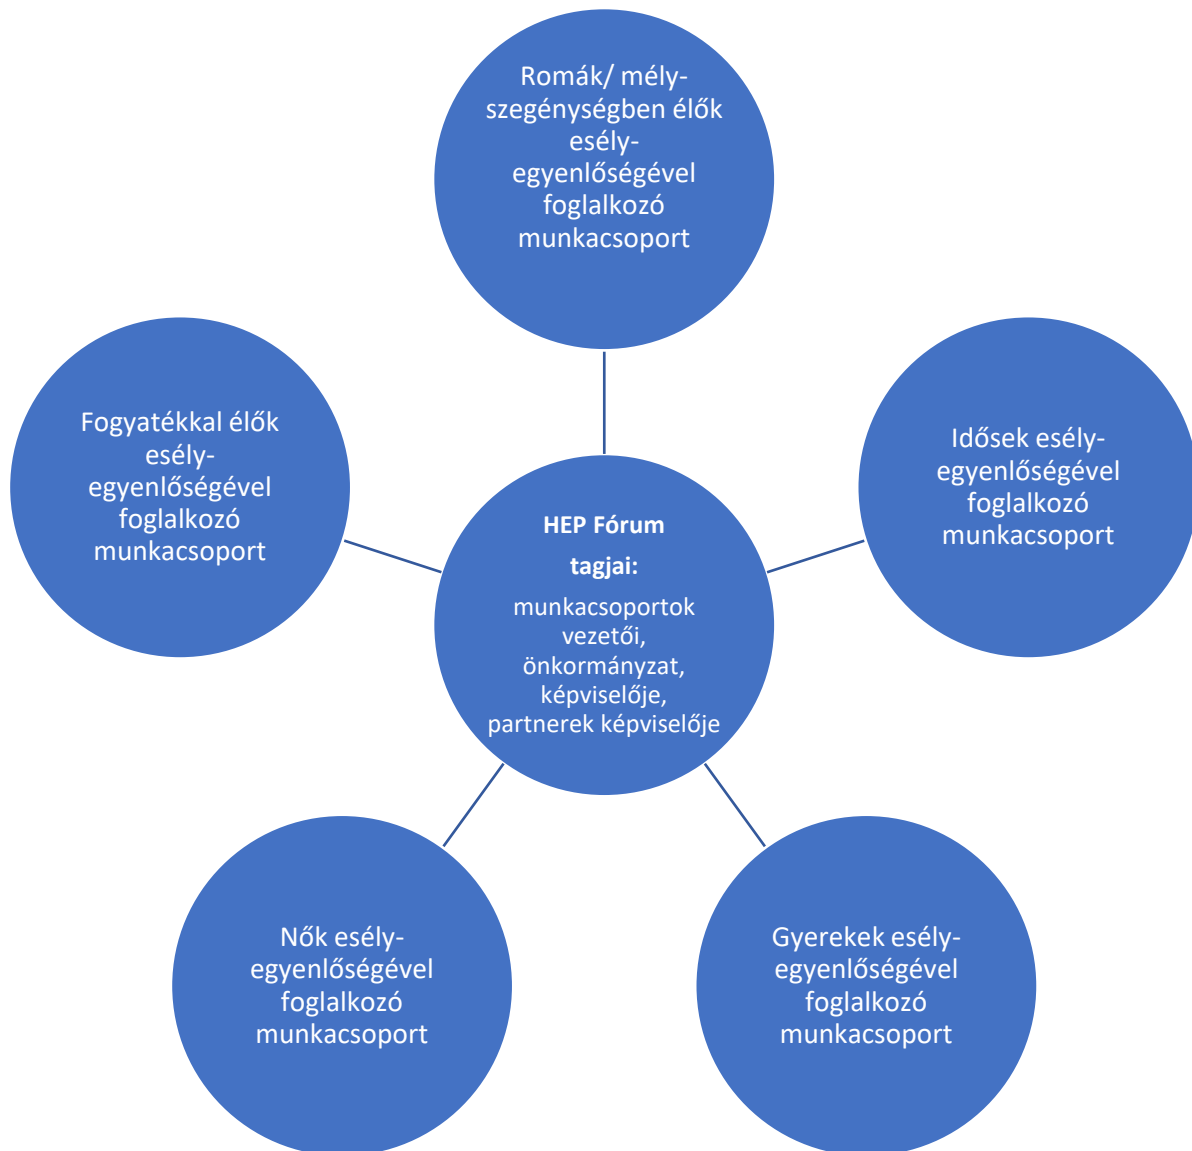 Romák/ mély-
szegénységben élők
esély-
egyenlőségével
foglalkozó
munkacsoport
Fogyatékkal élők
esély-
egyenlőségével
foglalkozó
munkacsoport
Idősek esély-
egyenlőségével
foglalkozó
munkacsoport
HEP Fórum
tagjai:
munkacsoportok
vezetői,
önkormányzat,
képviselője,
partnerek képviselője
Nők esély-
egyenlőségével
foglalkozó
munkacsoport
Gyerekek esély-
egyenlőségével
foglalkozó
munkacsoport